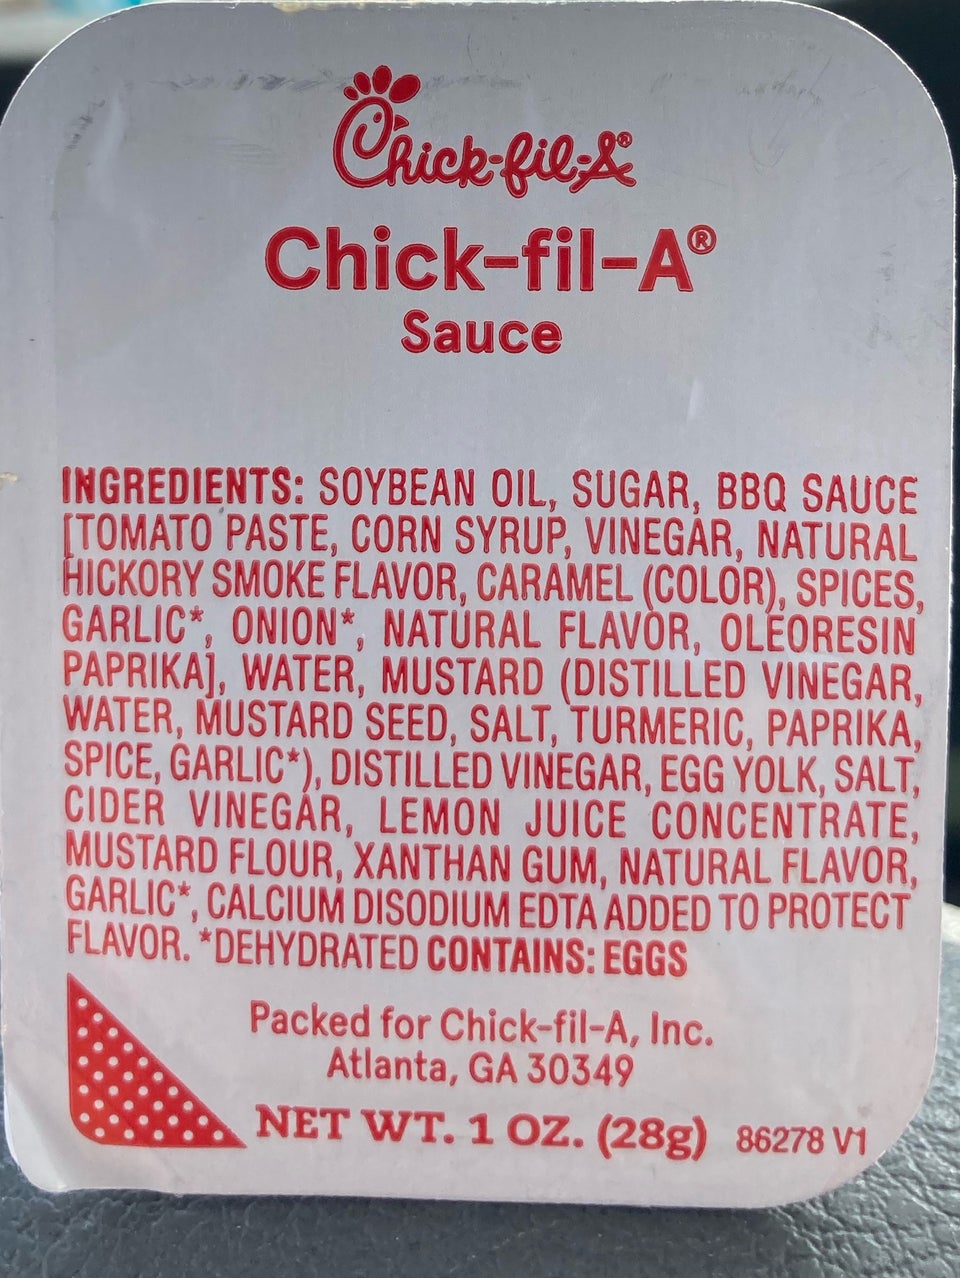 Chick-fil-A®
Chick-fil-A®
Sauce
INGREDIENTS: SOYBEAN OIL, SUGAR, BBQ SAUCE
[TOMATO PASTE, CORN SYRUP, VINEGAR, NATURAL
HICKORY SMOKE FLAVOR, CARAMEL (COLOR), SPICES,
GARLIC*, ONION*, NATURAL FLAVOR, OLEORESIN
PAPRIKA], WATER, MUSTARD (DISTILLED VINEGAR,
WATER, MUSTARD SEED, SALT, TURMERIC, PAPRIKA,
SPICE, GARLIC*), DISTILLED VINEGAR, EGG YOLK, SALT,
CIDER VINEGAR, LEMON JUICE CONCENTRATE,
MUSTARD FLOUR, XANTHAN GUM, NATURAL FLAVOR,
GARLIC*, CALCIUM DISODIUM EDTA ADDED TO PROTECT
FLAVOR. *DEHYDRATED CONTAINS: EGGS
Packed for Chick-fil-A, Inc.
Atlanta, GA 30349
NET WT. 1 OZ. (28g) 86278 V1